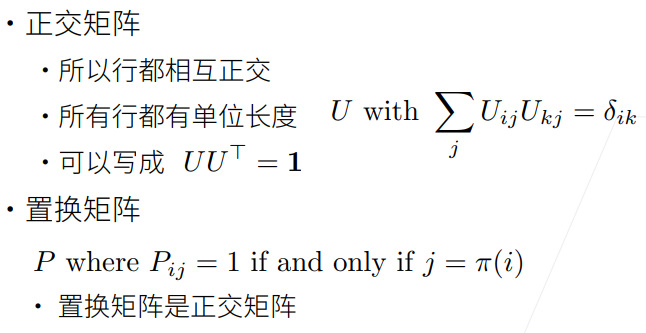 • 正交矩阵
• 所以行都相互正交
• 所有行都有单位长度 U with ∑_j U_{ij}U_{kj} = δ_{ik}
• 可以写成 UU^⊤ = 1
• 置换矩阵
P where P_{ij} = 1 if and only if j = π(i)
• 置换矩阵是正交矩阵